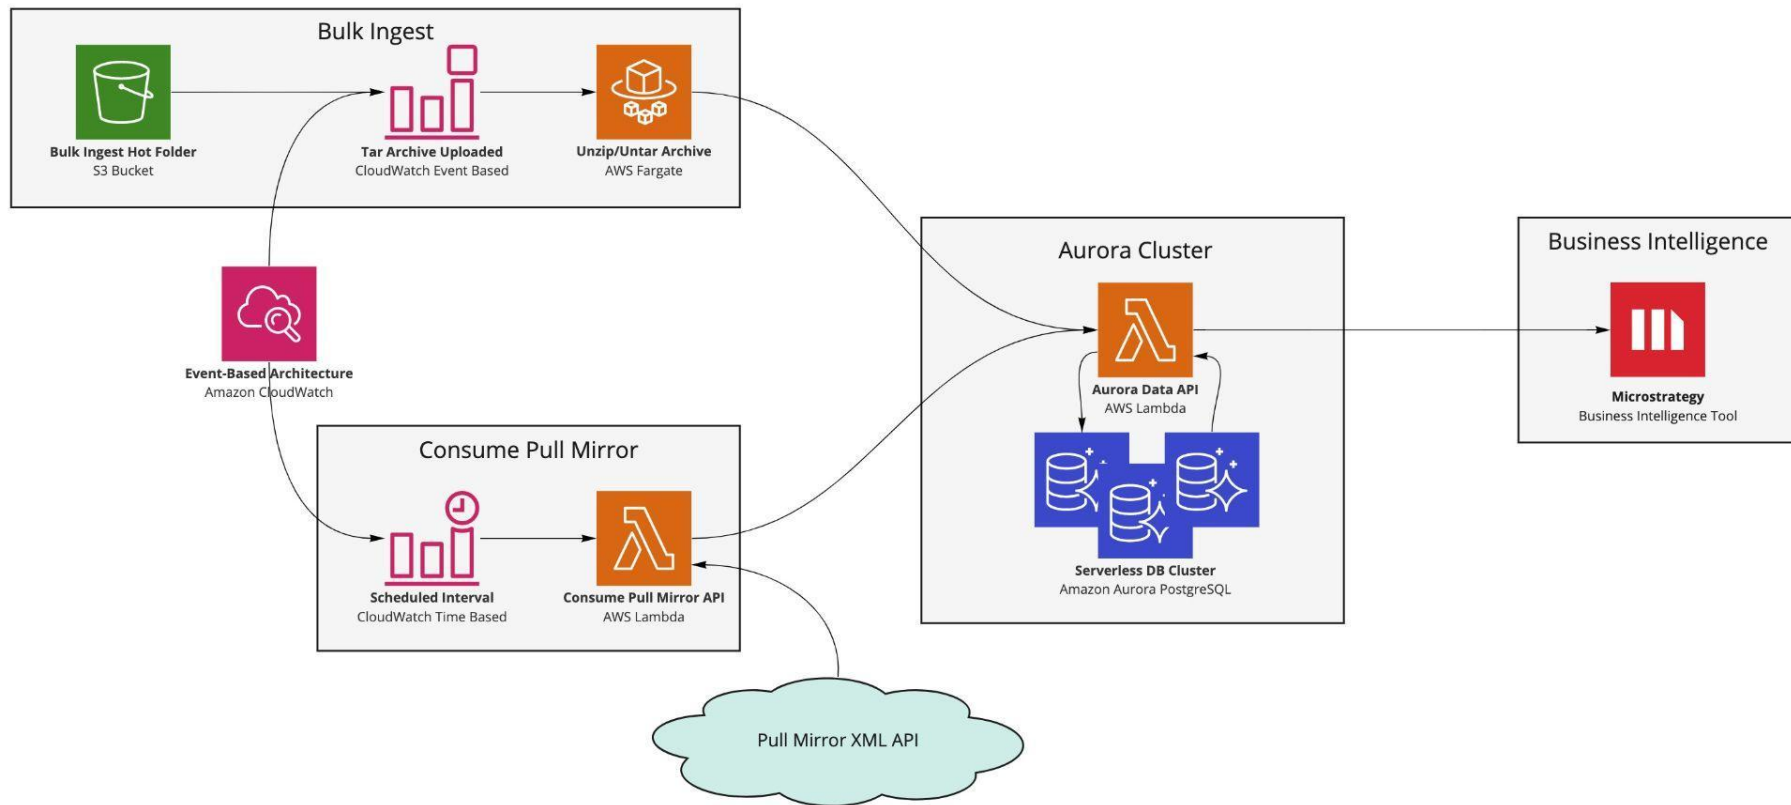 Bulk Ingest
Bulk Ingest Hot Folder
S3 Bucket
Tar Archive Uploaded
CloudWatch Event Based
Unzip/Untar Archive
AWS Fargate
Event-Based Architecture
Amazon CloudWatch
Consume Pull Mirror
Scheduled Interval
CloudWatch Time Based
Consume Pull Mirror API
AWS Lambda
Pull Mirror XML API
Aurora Cluster
Aurora Data API
AWS Lambda
Serverless DB Cluster
Amazon Aurora PostgreSQL
Business Intelligence
Microstrategy
Business Intelligence Tool